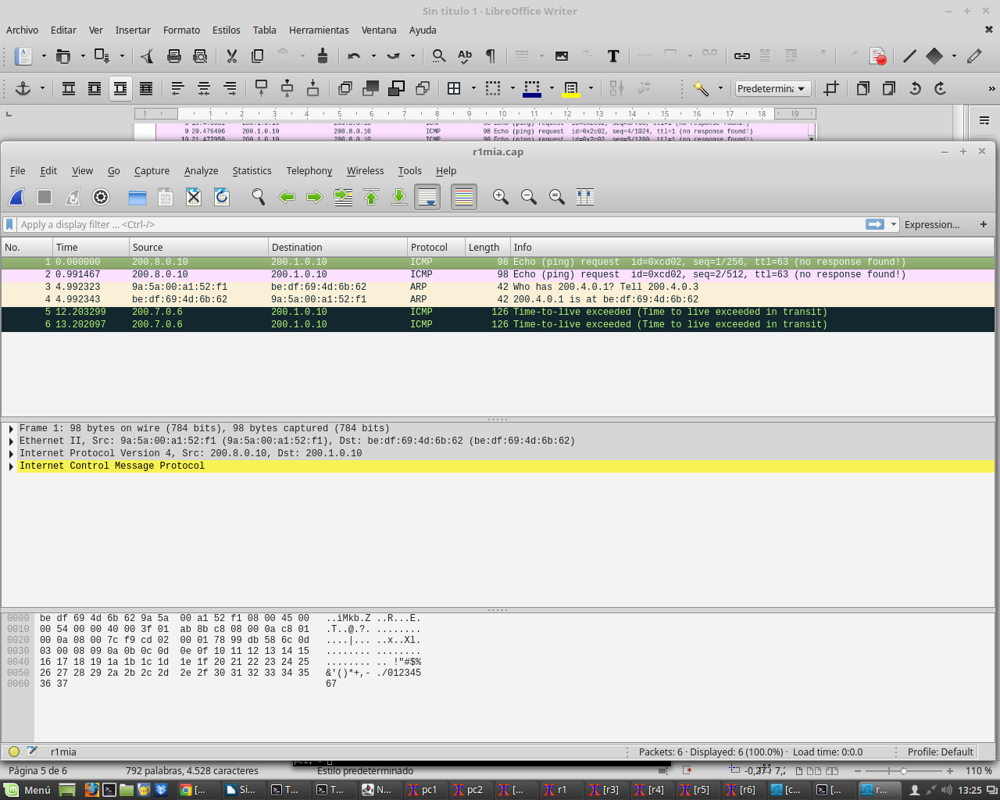 Sin título 1 - LibreOffice Writer
Archivo Editar Ver Insertar Formato Estilos Tabla Herramientas Ventana Ayuda
Predetermina
1 1 2 3 4 5 6 7 8 9 10 11 12 13 14 15 16 17 18 19
9 20.476496 200.1.0.10 200.8.0.10 ICMP 98 Echo (ping) request id=0x2c02, seq=4/1024, ttl=1 (no response found!)
10 21.477958 200.1.0.10 200.8.0.10 ICMP 98 Echo (ping) request id=0x2c02, seq=5/1280, ttl=1 (no response found!)
r1mia.cap
File Edit View Go Capture Analyze Statistics Telephony Wireless Tools Help
Apply a display filter ... <Ctrl-/> Expression... +
No. Time Source Destination Protocol Length Info
1 0.000000 200.8.0.10 200.1.0.10 ICMP 98 Echo (ping) request id=0xcd02, seq=1/256, ttl=63 (no response found!)
2 0.991467 200.8.0.10 200.1.0.10 ICMP 98 Echo (ping) request id=0xcd02, seq=2/512, ttl=63 (no response found!)
3 4.992323 9a:5a:00:a1:52:f1 be:df:69:4d:6b:62 ARP 42 Who has 200.4.0.1? Tell 200.4.0.3
4 4.992343 be:df:69:4d:6b:62 9a:5a:00:a1:52:f1 ARP 42 200.4.0.1 is at be:df:69:4d:6b:62
5 12.203299 200.7.0.6 200.1.0.10 ICMP 126 Time-to-live exceeded (Time to live exceeded in transit)
6 13.202097 200.7.0.6 200.1.0.10 ICMP 126 Time-to-live exceeded (Time to live exceeded in transit)
Frame 1: 98 bytes on wire (784 bits), 98 bytes captured (784 bits)
Ethernet II, Src: 9a:5a:00:a1:52:f1 (9a:5a:00:a1:52:f1), Dst: be:df:69:4d:6b:62 (be:df:69:4d:6b:62)
Internet Protocol Version 4, Src: 200.8.0.10, Dst: 200.1.0.10
Internet Control Message Protocol
0000 be df 69 4d 6b 62 9a 5a 00 a1 52 f1 08 00 45 00 ..iMkb.Z ..R...E.
0010 00 54 00 00 40 00 3f 01 ab 8b c8 08 00 0a c8 01 .T..@.?. ........
0020 00 0a 08 00 7c f9 cd 02 00 01 78 99 db 58 6c 0d ....|... ..x..Xl.
0030 03 00 08 09 0a 0b 0c 0d 0e 0f 10 11 12 13 14 15 ........ ........
0040 16 17 18 19 1a 1b 1c 1d 1e 1f 20 21 22 23 24 25 ........ .. !"#$%
0050 26 27 28 29 2a 2b 2c 2d 2e 2f 30 31 32 33 34 35 &'()*+,- ./012345
0060 36 37 67
r1mia Packets: 6 · Displayed: 6 (100.0%) · Load time: 0:0.0 Profile: Default
Página 5 de 6 792 palabras, 4.528 caracteres Estilo predeterminado 110 %
Menú [... Si... T... T... N... pc1 pc2 [... r1 [r3] [r4] [r5] [r6] [c... [... r... 13:25